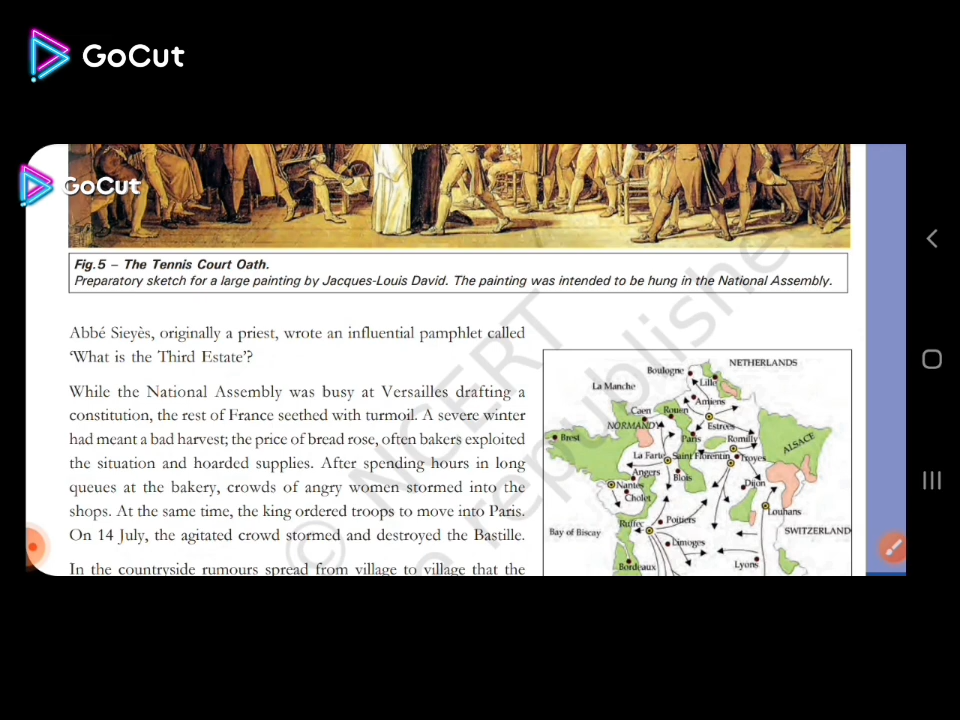 GoCut
GoCut
Fig.5 – The Tennis Court Oath.
Preparatory sketch for a large painting by Jacques-Louis David. The painting was intended to be hung in the National Assembly.
Abbé Sieyès, originally a priest, wrote an influential pamphlet called
‘What is the Third Estate’?
While the National Assembly was busy at Versailles drafting a
constitution, the rest of France seethed with turmoil. A severe winter
had meant a bad harvest; the price of bread rose, often bakers exploited
the situation and hoarded supplies. After spending hours in long
queues at the bakery, crowds of angry women stormed into the
shops. At the same time, the king ordered troops to move into Paris.
On 14 July, the agitated crowd stormed and destroyed the Bastille.
In the countryside rumours spread from village to village that the
NETHERLANDS
Boulogne
Lille
La Manche
Amiens
Caen
Rouen
NORMANDY
Estrées
Brest
Paris
Romilly
ALSACE
La Farté
Saint Florentin
Troyes
Angers
Blois
Nantes
Dijon
Cholet
Louhans
Ruffec
Poitiers
Bay of Biscay
SWITZERLAND
Limoges
Lyons
Bordeaux
© NCERT
republishe